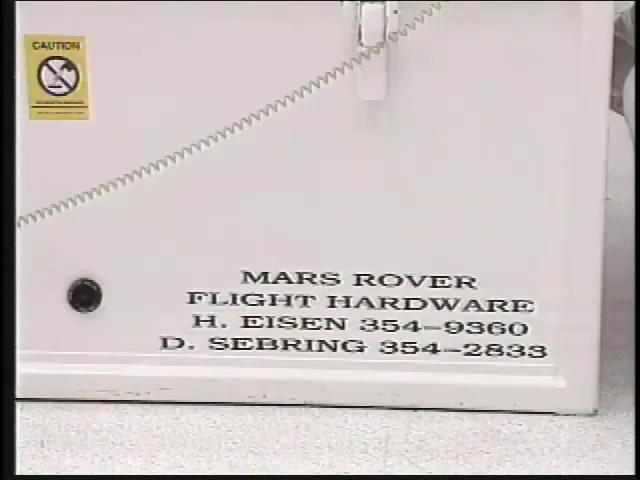 CAUTION
MARS ROVER
FLIGHT HARDWARE
H. EISEN 354-9360
D. SEBRING 354-2833